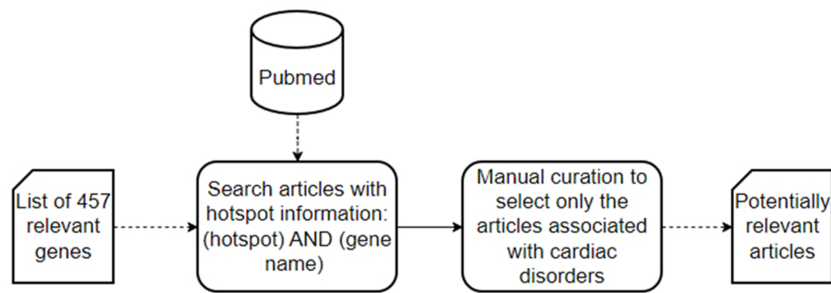 Pubmed
List of 457
relevant
genes
Search articles with
hotspot information:
(hotspot) AND (gene
name)
Manual curation to
select only the
articles associated
with cardiac
disorders
Potentially
relevant
articles